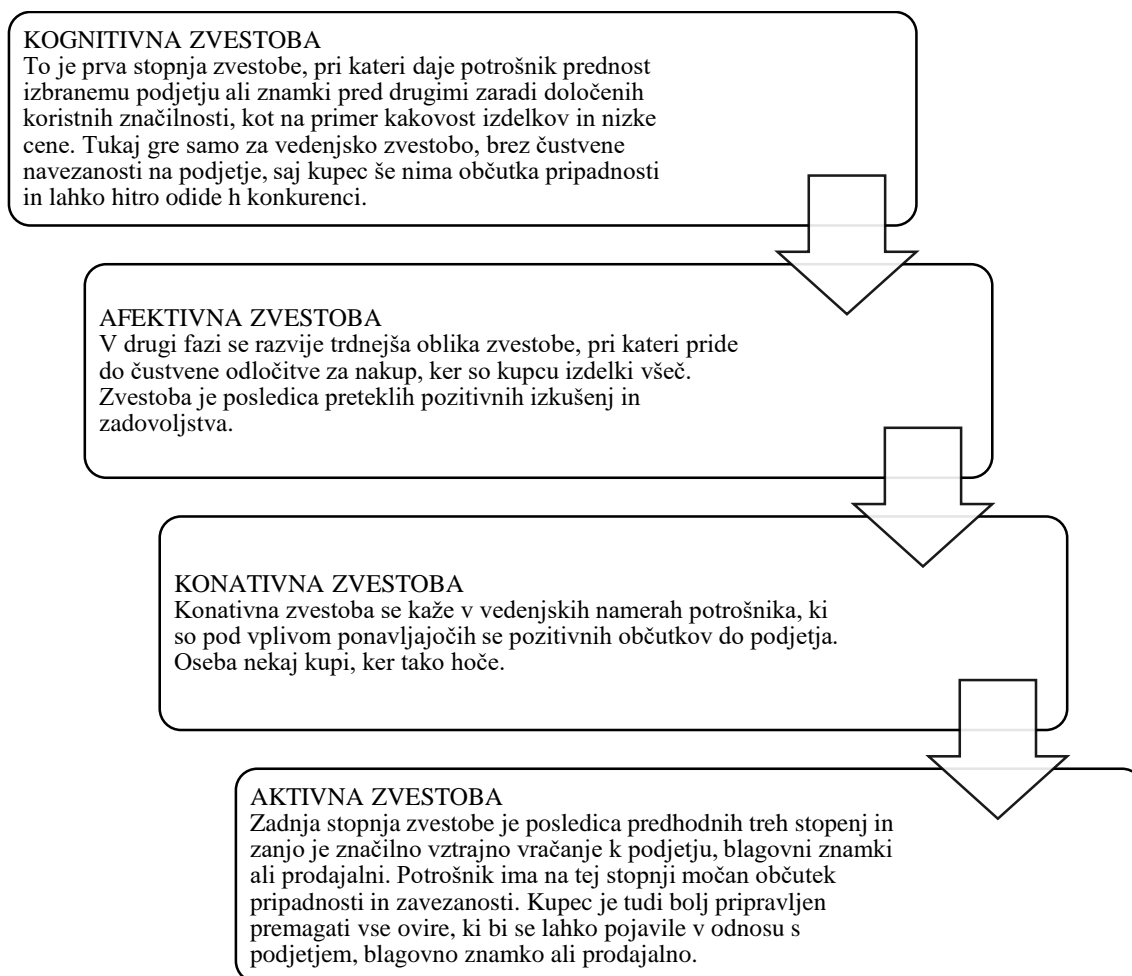 KOGNITIVNA ZVESTOBA
To je prva stopnja zvestobe, pri kateri daje potrošnik prednost
izbranemu podjetju ali znamki pred drugimi zaradi določenih
koristnih značilnosti, kot na primer kakovost izdelkov in nizke
cene. Tukaj gre samo za vedenjsko zvestobo, brez čustvene
navezanosti na podjetje, saj kupec še nima občutka pripadnosti
in lahko hitro odide h konkurenci.
AFEKTIVNA ZVESTOBA
V drugi fazi se razvije trdnejša oblika zvestobe, pri kateri pride
do čustvene odločitve za nakup, ker so kupcu izdelki všeč.
Zvestoba je posledica preteklih pozitivnih izkušenj in
zadovoljstva.
KONATIVNA ZVESTOBA
Konativna zvestoba se kaže v vedenjskih namerah potrošnika, ki
so pod vplivom ponavljajočih se pozitivnih občutkov do podjetja.
Oseba nekaj kupi, ker tako hoče.
AKTIVNA ZVESTOBA
Zadnja stopnja zvestobe je posledica predhodnih treh stopenj in
zanjo je značilno vztrajno vračanje k podjetju, blagovni znamki
ali prodajalni. Potrošnik ima na tej stopnji močan občutek
pripadnosti in zavezanosti. Kupec je tudi bolj pripravljen
premagati vse ovire, ki bi se lahko pojavile v odnosu s
podjetjem, blagovno znamko ali prodajalno.